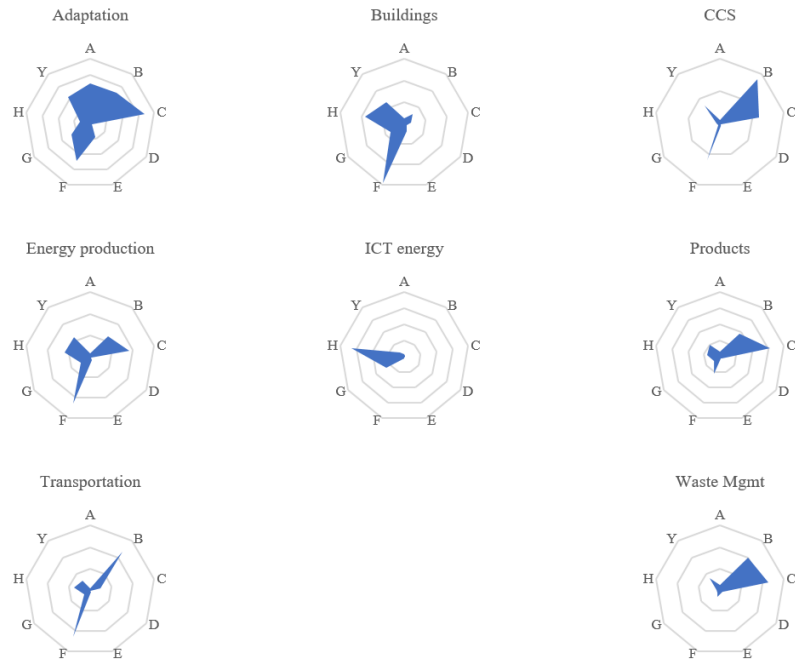 Adaptation
A
B
C
D
E
F
G
H
Y
Buildings
A
B
C
D
E
F
G
H
Y
CCS
A
B
C
D
E
F
G
H
Y
Energy production
A
B
C
D
E
F
G
H
Y
ICT energy
A
B
C
D
E
F
G
H
Y
Products
A
B
C
D
E
F
G
H
Y
Transportation
A
B
C
D
E
F
G
H
Y
Waste Mgmt
A
B
C
D
E
F
G
H
Y